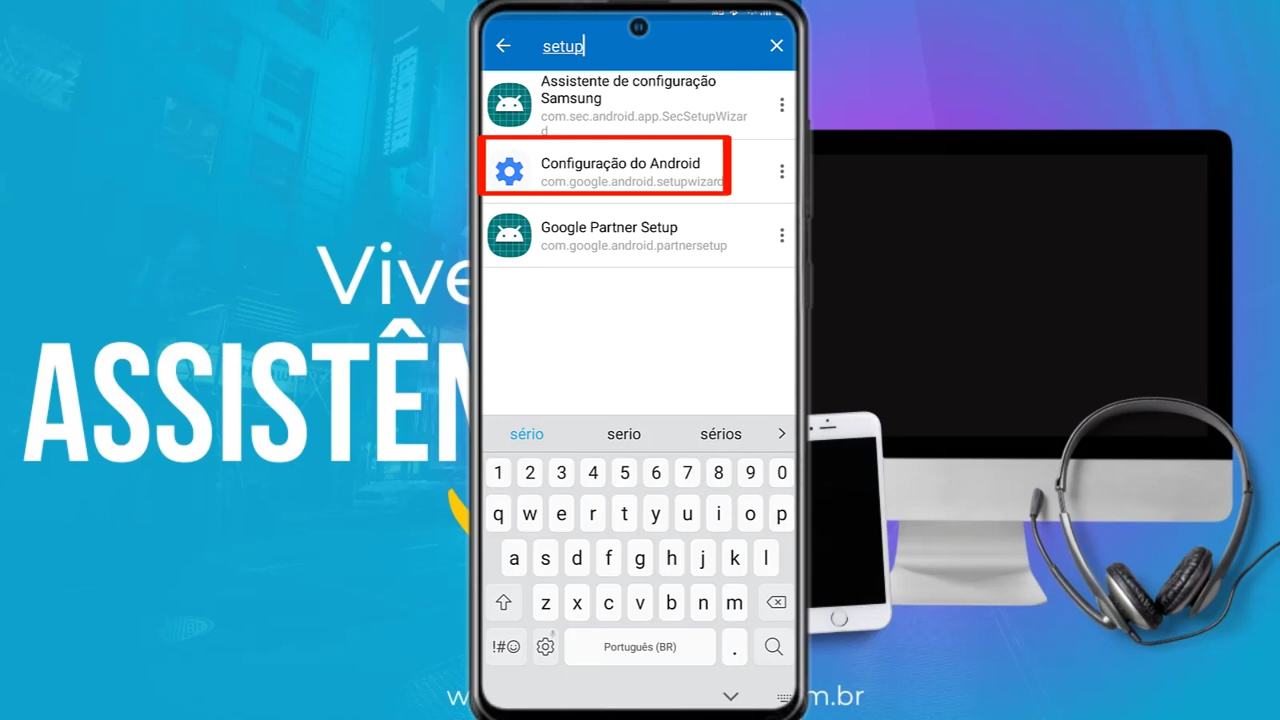 setup
Assistente de configuração
Samsung
com.sec.android.app.SecSetupWizar
d
Configuração do Android
com.google.android.setupwizard
Google Partner Setup
com.google.android.partnersetup
Vive
ASSISTÊN
sério serio sérios
1 2 3 4 5 6 7 8 9 0
q w e r t y u i o p
a s d f g h j k l
z x c v b n m
!#☺ Português (BR) .
w
m.br